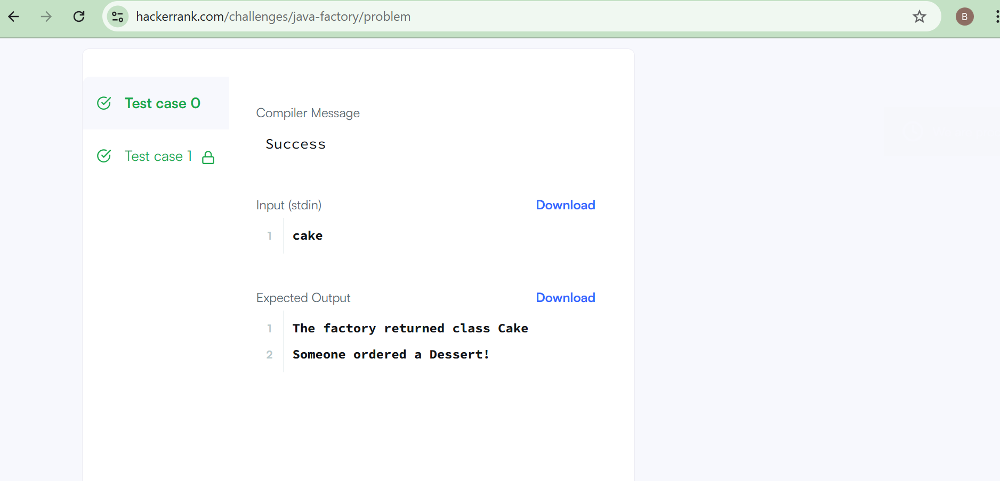 hackerrank.com/challenges/java-factory/problem
B
Test case 0
Test case 1
Compiler Message
Success
Input (stdin)
Download
1 cake
Expected Output
Download
1 The factory returned class Cake
2 Someone ordered a Dessert!